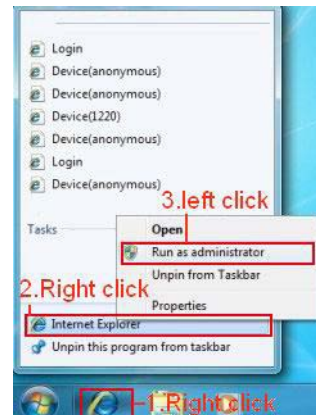 Login
Device(anonymous)
Device(anonymous)
Device(1220)
Device(anonymous)
Login
Device(anonymous)
3.left click
Tasks
Open
Run as administrator
Unpin from Taskbar
2.Right click
Properties
Internet Explorer
Unpin this program from taskbar
1.Right click